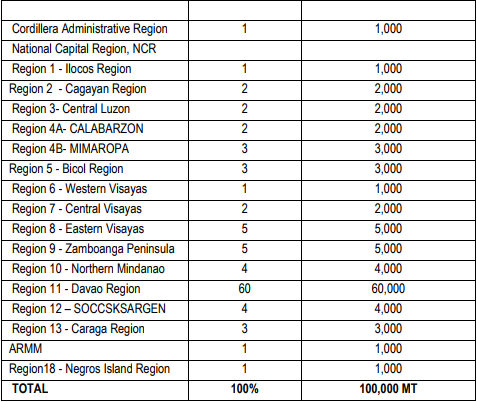 Cordillera Administrative Region 1 1,000
National Capital Region, NCR
Region 1 - Ilocos Region 1 1,000
Region 2 - Cagayan Region 2 2,000
Region 3- Central Luzon 2 2,000
Region 4A- CALABARZON 2 2,000
Region 4B- MIMAROPA 3 3,000
Region 5 - Bicol Region 3 3,000
Region 6 - Western Visayas 1 1,000
Region 7 - Central Visayas 2 2,000
Region 8 - Eastern Visayas 5 5,000
Region 9 - Zamboanga Peninsula 5 5,000
Region 10 - Northern Mindanao 4 4,000
Region 11 - Davao Region 60 60,000
Region 12 – SOCCSKSARGEN 4 4,000
Region 13 - Caraga Region 3 3,000
ARMM 1 1,000
Region18 - Negros Island Region 1 1,000
TOTAL 100% 100,000 MT